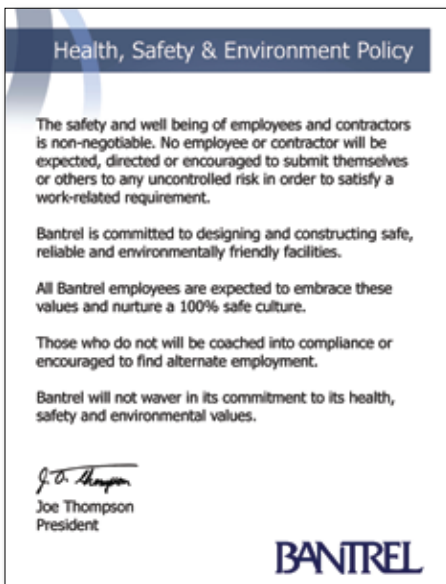 Health, Safety & Environment Policy
The safety and well being of employees and contractors
is non-negotiable. No employee or contractor will be
expected, directed or encouraged to submit themselves
or others to any uncontrolled risk in order to satisfy a
work-related requirement.
Bantrel is committed to designing and constructing safe,
reliable and environmentally friendly facilities.
All Bantrel employees are expected to embrace these
values and nurture a 100% safe culture.
Those who do not will be coached into compliance or
encouraged to find alternate employment.
Bantrel will not waver in its commitment to its health,
safety and environmental values.
J. O. Thompson
Joe Thompson
President
BANTREL